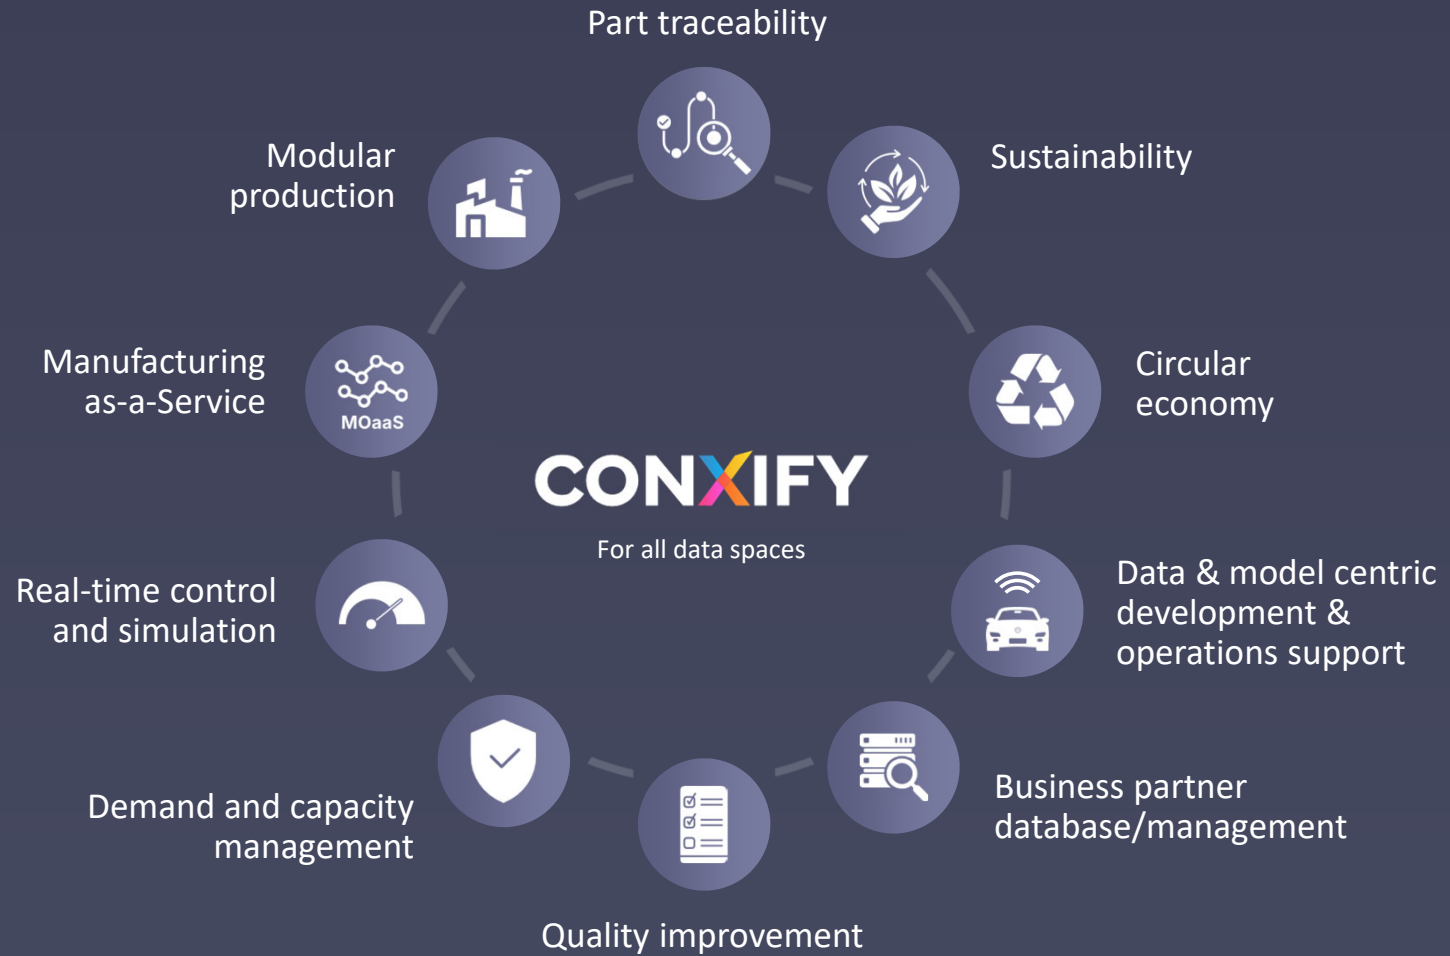 Part traceability
Modular
production
Sustainability
Manufacturing
as-a-Service
MOaaS
Circular
economy
CONXIFY
For all data spaces
Real-time control
and simulation
Data & model centric
development &
operations support
Demand and capacity
management
Business partner
database/management
Quality improvement